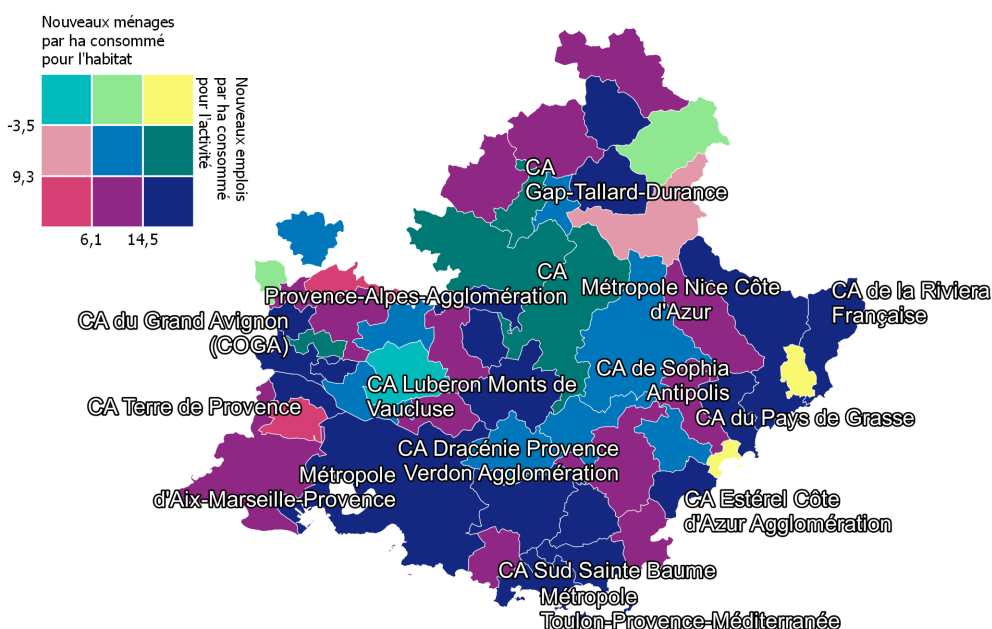 Nouveaux ménages
par ha consommé
pour l'habitat
Nouveaux emplois
par ha consommé
pour l'activité
-3,5
9,3
6,1
14,5
CA
Gap-Tallard-Durance
CA
Provence-Alpes-Agglomération
Métropole Nice Côte
d'Azur
CA de la Riviera
Française
CA du Grand Avignon
(COGA)
CA de Sophia
Antipolis
CA Luberon Monts de
Vaucluse
CA Terre de Provence
CA du Pays de Grasse
CA Dracénie Provence
Verdon Agglomération
Métropole
d'Aix-Marseille-Provence
CA Estérel Côte
d'Azur Agglomération
CA Sud Sainte Baume
Métropole
Toulon-Provence-Méditerranée